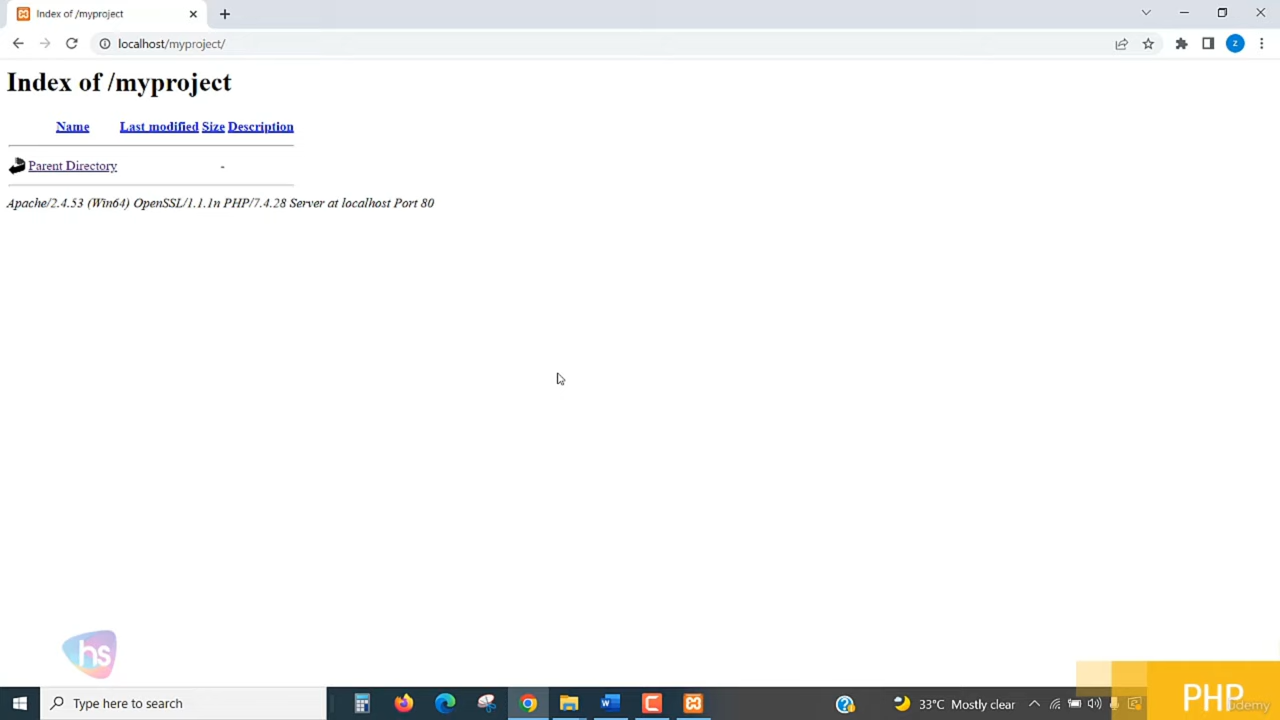 Index of /myproject
localhost/myproject/
Z
Index of /myproject
Name Last modified Size Description
Parent Directory -
Apache/2.4.53 (Win64) OpenSSL/1.1.1n PHP/7.4.28 Server at localhost Port 80
hs
Type here to search
33°C Mostly clear
PHP
udemy